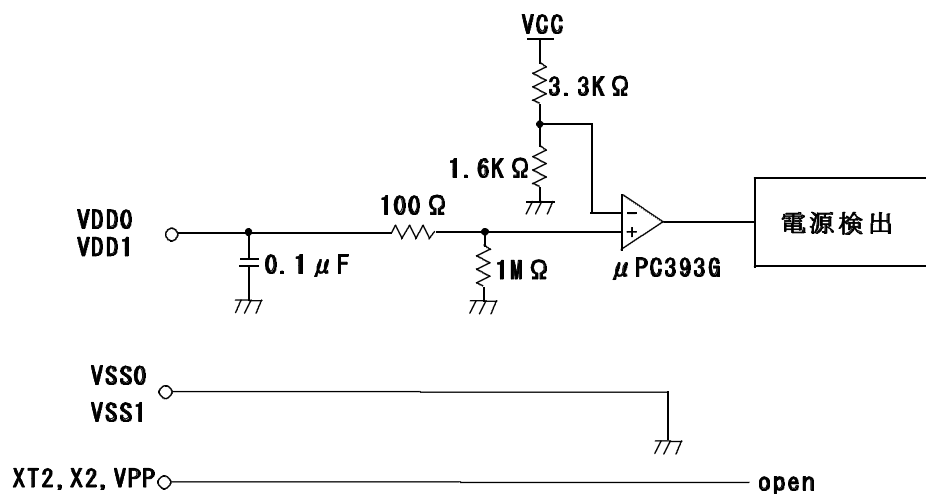 VCC
3.3KΩ
1.6KΩ
100Ω
VDD0
VDD1
電源検出
0.1μF
1MΩ
μPC393G
VSS0
VSS1
XT2,X2,VPP
open